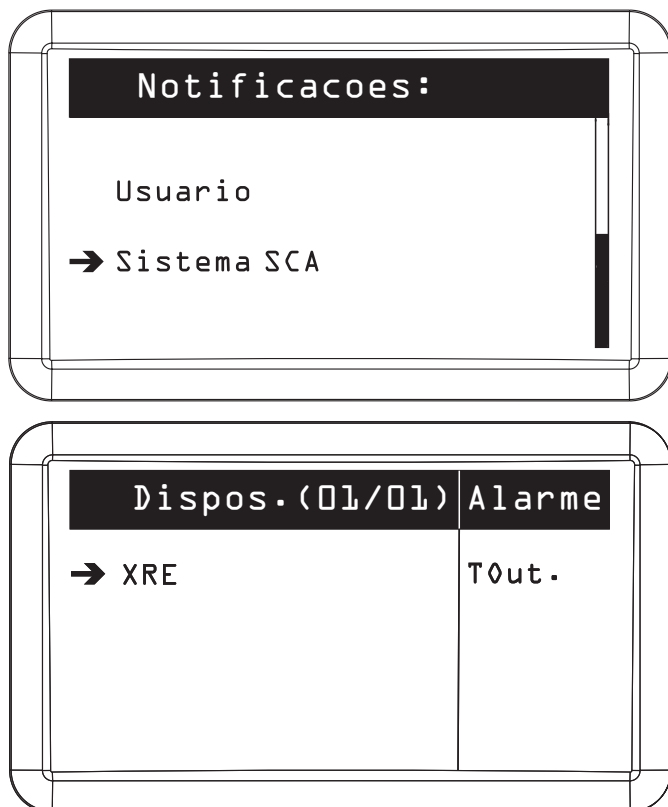 Notificacoes:
Usuario
→ Sistema SCA
Dispos.(01/01) Alarme
→ XRE TOut.